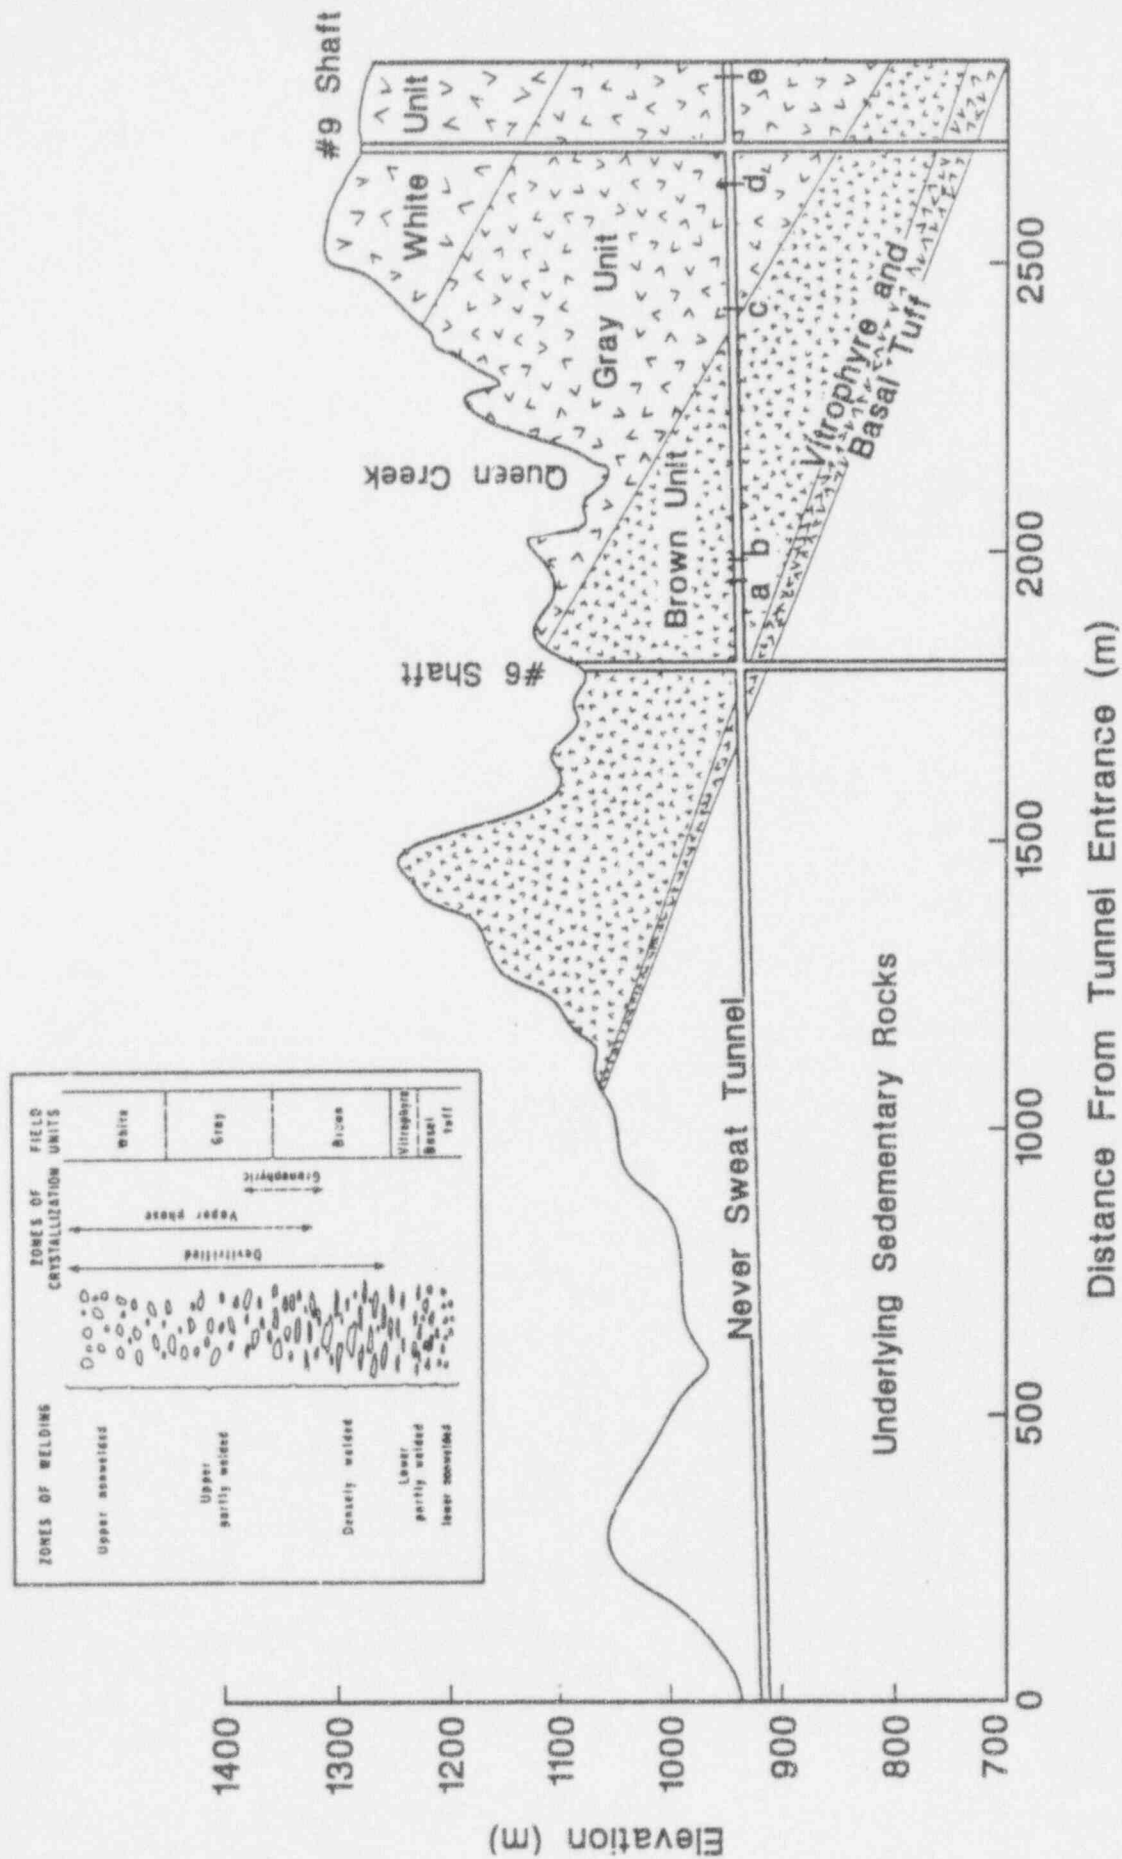 ZONES OF WELDING
ZONES OF CRYSTALLIZATION
FIELD UNITS
Upper nonwelded
Upper
partly welded
Densely welded
Lower
partly welded
lower nonwelded
Devitrified
Vapor phase
Granophyric
White
Gray
Brown
Vitrophyre
Basal
tuff
#9 Shaft
White Unit
Gray Unit
Queen Creek
#6 Shaft
Brown Unit
Vitrophyre and
Basal Tuff
a b c d e
Never Sweat Tunnel
Underlying Sedementary Rocks
Elevation (m)
1400
1300
1200
1100
1000
900
800
700
0 500 1000 1500 2000 2500
Distance From Tunnel Entrance (m)